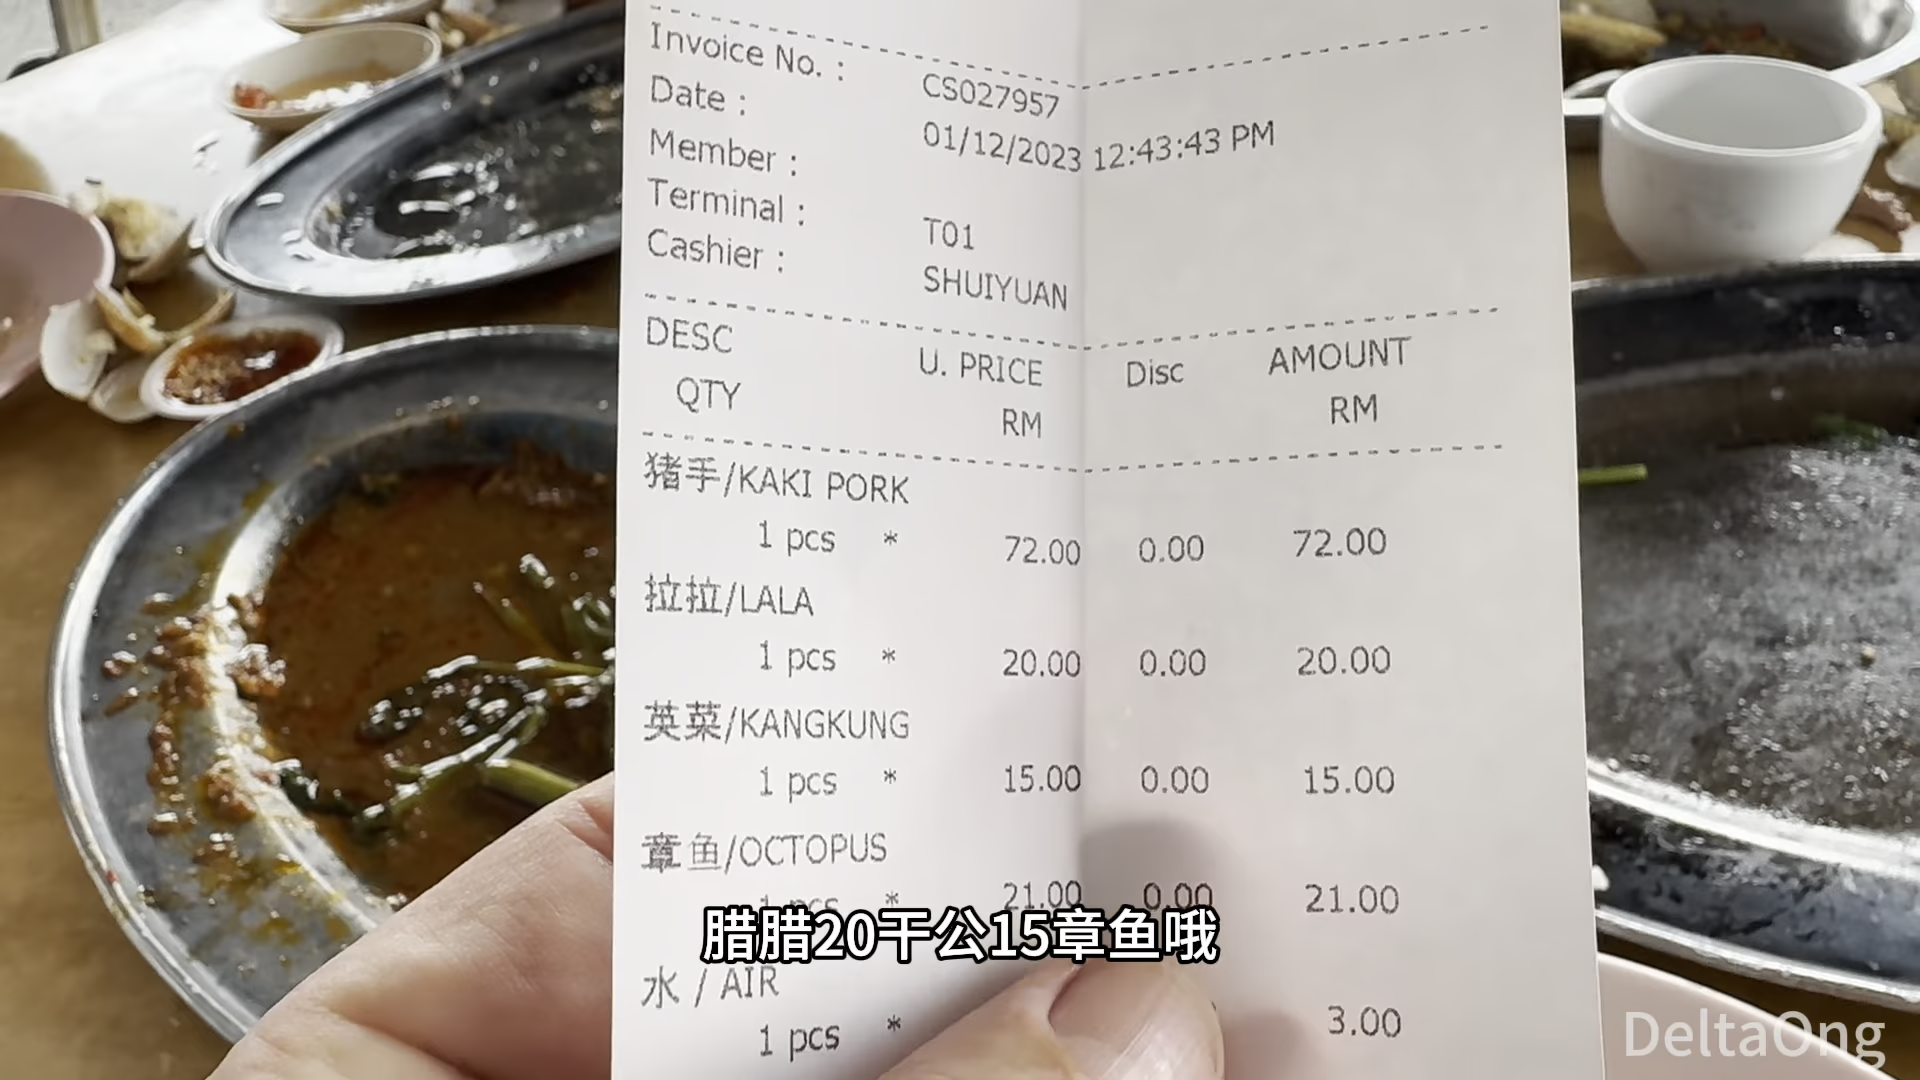 Invoice No. : CS027957
Date : 01/12/2023 12:43:43 PM
Member :
Terminal : T01
Cashier : SHUIYUAN
DESC U. PRICE Disc AMOUNT
QTY RM RM
猪手/KAKI PORK
1 pcs * 72.00 0.00 72.00
拉拉/LALA
1 pcs * 20.00 0.00 20.00
英菜/KANGKUNG
1 pcs * 15.00 0.00 15.00
章鱼/OCTOPUS
1 pcs * 21.00 0.00 21.00
腊腊20干公15章鱼哦
水 / AIR
1 pcs * 3.00
DeltaOng